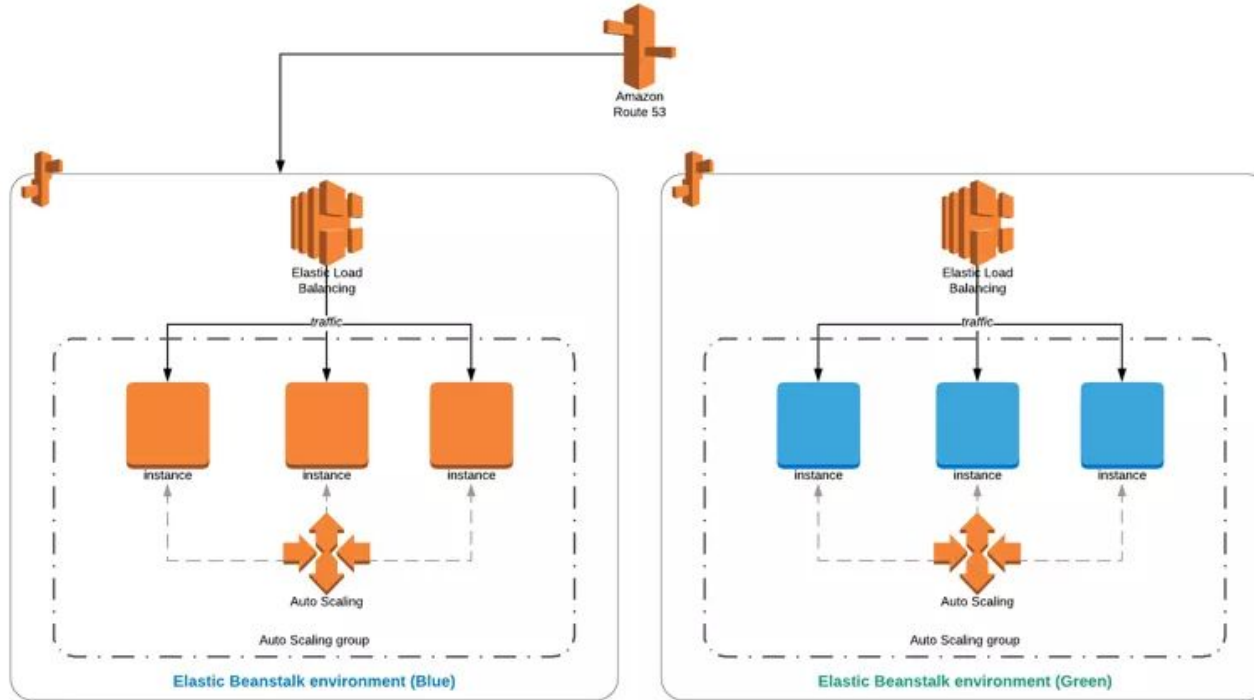 Amazon
Route 53
Elastic Load
Balancing
traffic
instance
instance
instance
Auto Scaling
Auto Scaling group
Elastic Beanstalk environment (Blue)
Elastic Load
Balancing
traffic
instance
instance
instance
Auto Scaling
Auto Scaling group
Elastic Beanstalk environment (Green)